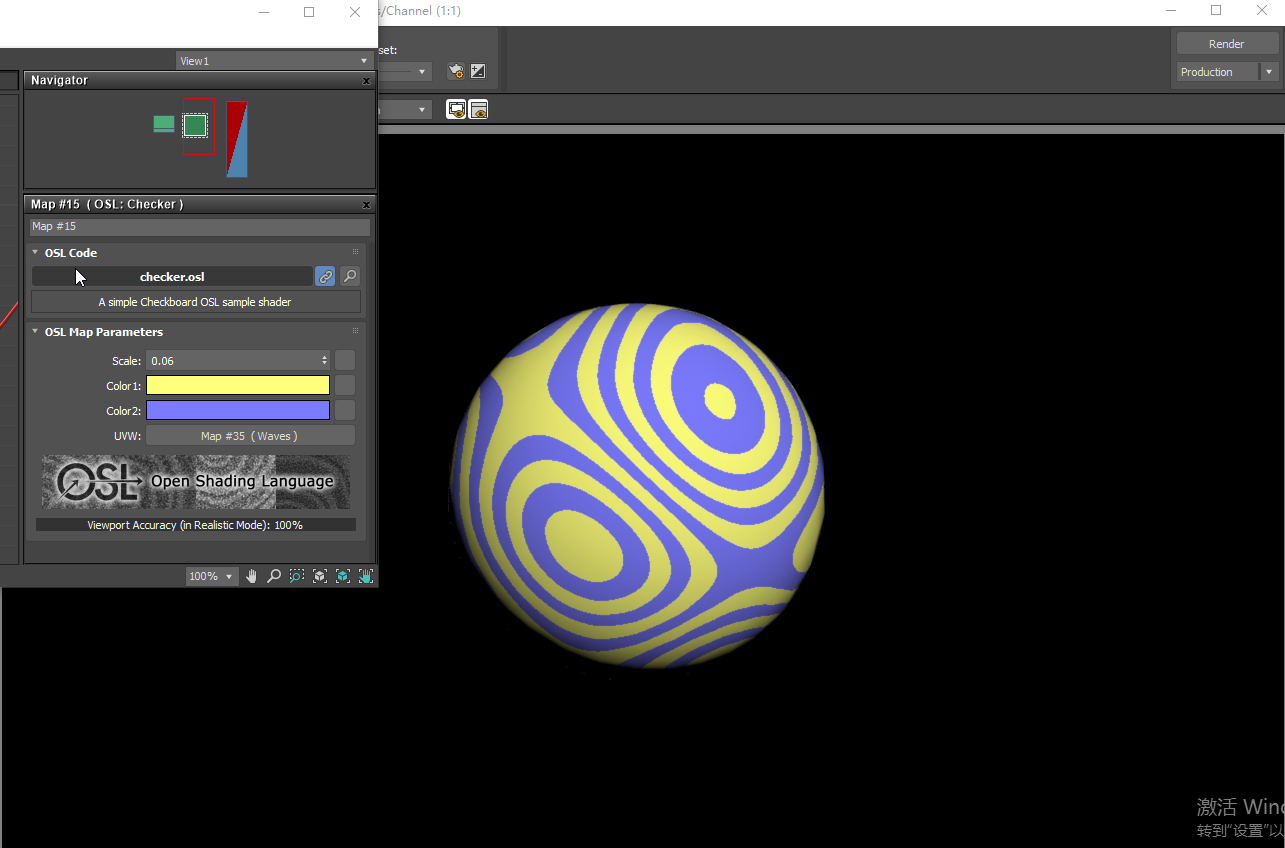 s/Channel (1:1)
set:
View1
Render
Production
Navigator
Map #15 ( OSL: Checker )
Map #15
OSL Code
checker.osl
A simple Checkboard OSL sample shader
OSL Map Parameters
Scale: 0.06
Color1:
Color2:
UVW: Map #35 ( Waves )
OSL Open Shading Language
Viewport Accuracy (in Realistic Mode): 100%
100%
激活 Wind
转到"设置"以